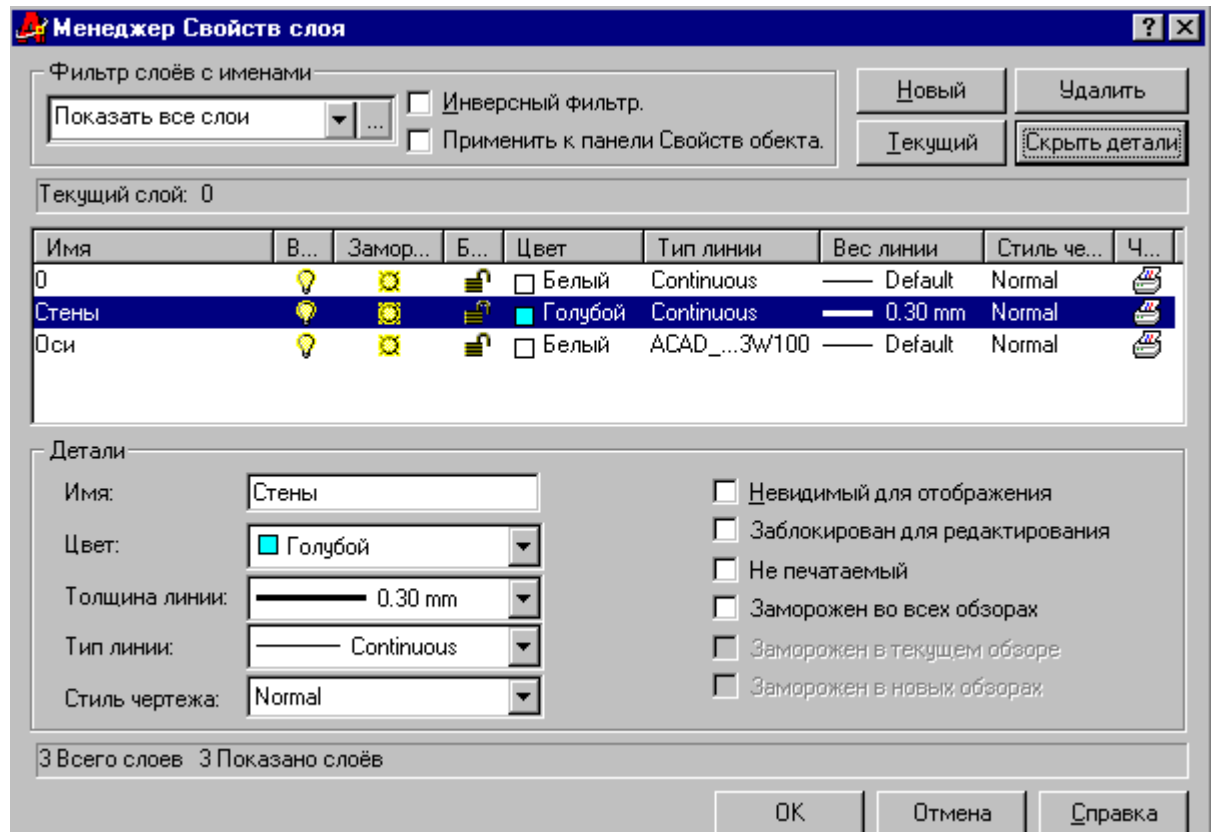 Менеджер Свойств слоя
Фильтр слоёв с именами
Показать все слои
...
Инверсный фильтр.
Применить к панели Свойств обекта.
Новый
Удалить
Текущий
Скрыть детали
Текущий слой: 0
Имя В... Замор... Б... Цвет Тип линии Вес линии Стиль че... Ч...
0 Белый Continuous Default Normal
Стены Голубой Continuous 0.30 mm Normal
Оси Белый ACAD_...3W100 Default Normal
Детали
Имя: Стены
Цвет: Голубой
Толщина линии: 0.30 mm
Тип линии: Continuous
Стиль чертежа: Normal
Невидимый для отображения
Заблокирован для редактирования
Не печатаемый
Заморожен во всех обзорах
Заморожен в текущем обзоре
Заморожен в новых обзорах
3 Всего слоев 3 Показано слоёв
OK
Отмена
Справка